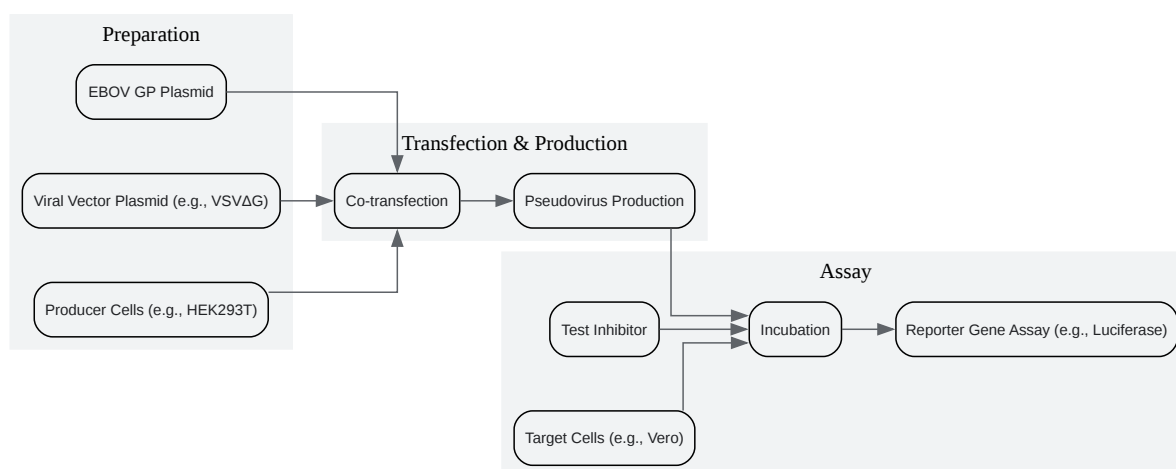 Preparation
EBOV GP Plasmid
Viral Vector Plasmid (e.g., VSVΔG)
Producer Cells (e.g., HEK293T)
Transfection & Production
Co-transfection
Pseudovirus Production
Assay
Test Inhibitor
Incubation
Reporter Gene Assay (e.g., Luciferase)
Target Cells (e.g., Vero)